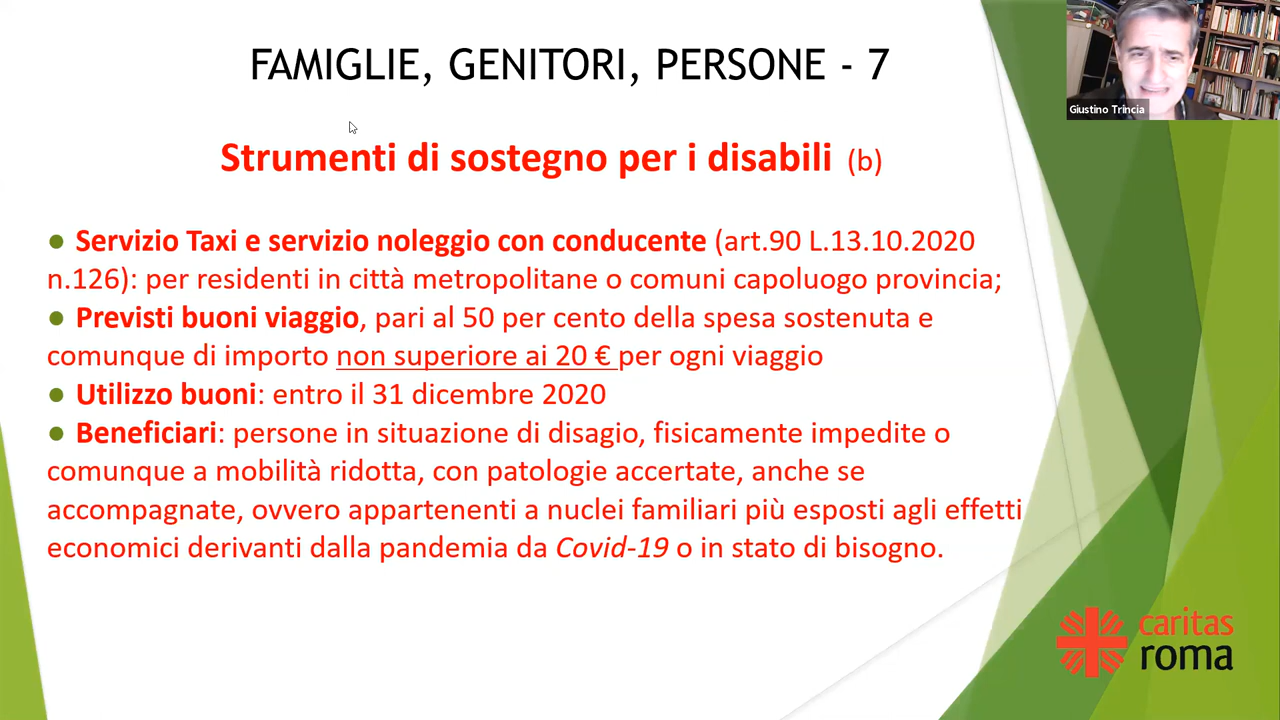 FAMIGLIE, GENITORI, PERSONE - 7
Giustino Trincia
Strumenti di sostegno per i disabili (b)
● Servizio Taxi e servizio noleggio con conducente (art.90 L.13.10.2020
n.126): per residenti in città metropolitane o comuni capoluogo provincia;
● Previsti buoni viaggio, pari al 50 per cento della spesa sostenuta e
comunque di importo non superiore ai 20 € per ogni viaggio
● Utilizzo buoni: entro il 31 dicembre 2020
● Beneficiari: persone in situazione di disagio, fisicamente impedite o
comunque a mobilità ridotta, con patologie accertate, anche se
accompagnate, ovvero appartenenti a nuclei familiari più esposti agli effetti
economici derivanti dalla pandemia da Covid-19 o in stato di bisogno.
caritas
roma